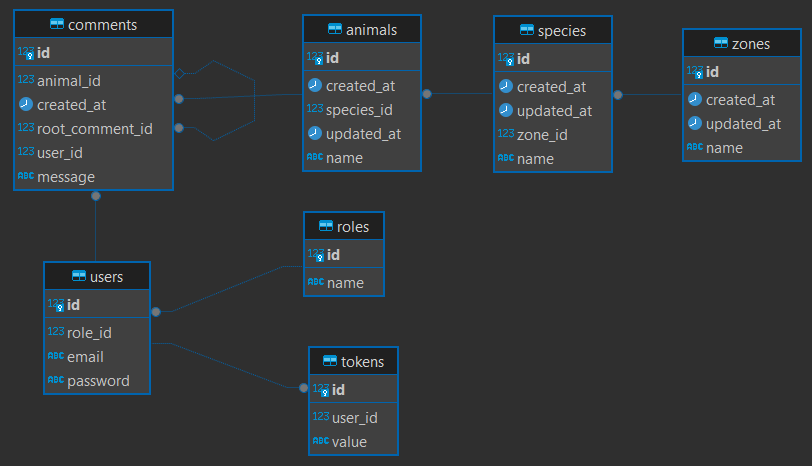 comments
123 id
123 animal_id
created_at
123 root_comment_id
123 user_id
ABC message
animals
123 id
created_at
123 species_id
updated_at
ABC name
species
123 id
created_at
updated_at
123 zone_id
ABC name
zones
123 id
created_at
updated_at
ABC name
users
123 id
123 role_id
ABC email
ABC password
roles
123 id
ABC name
tokens
123 id
123 user_id
ABC value